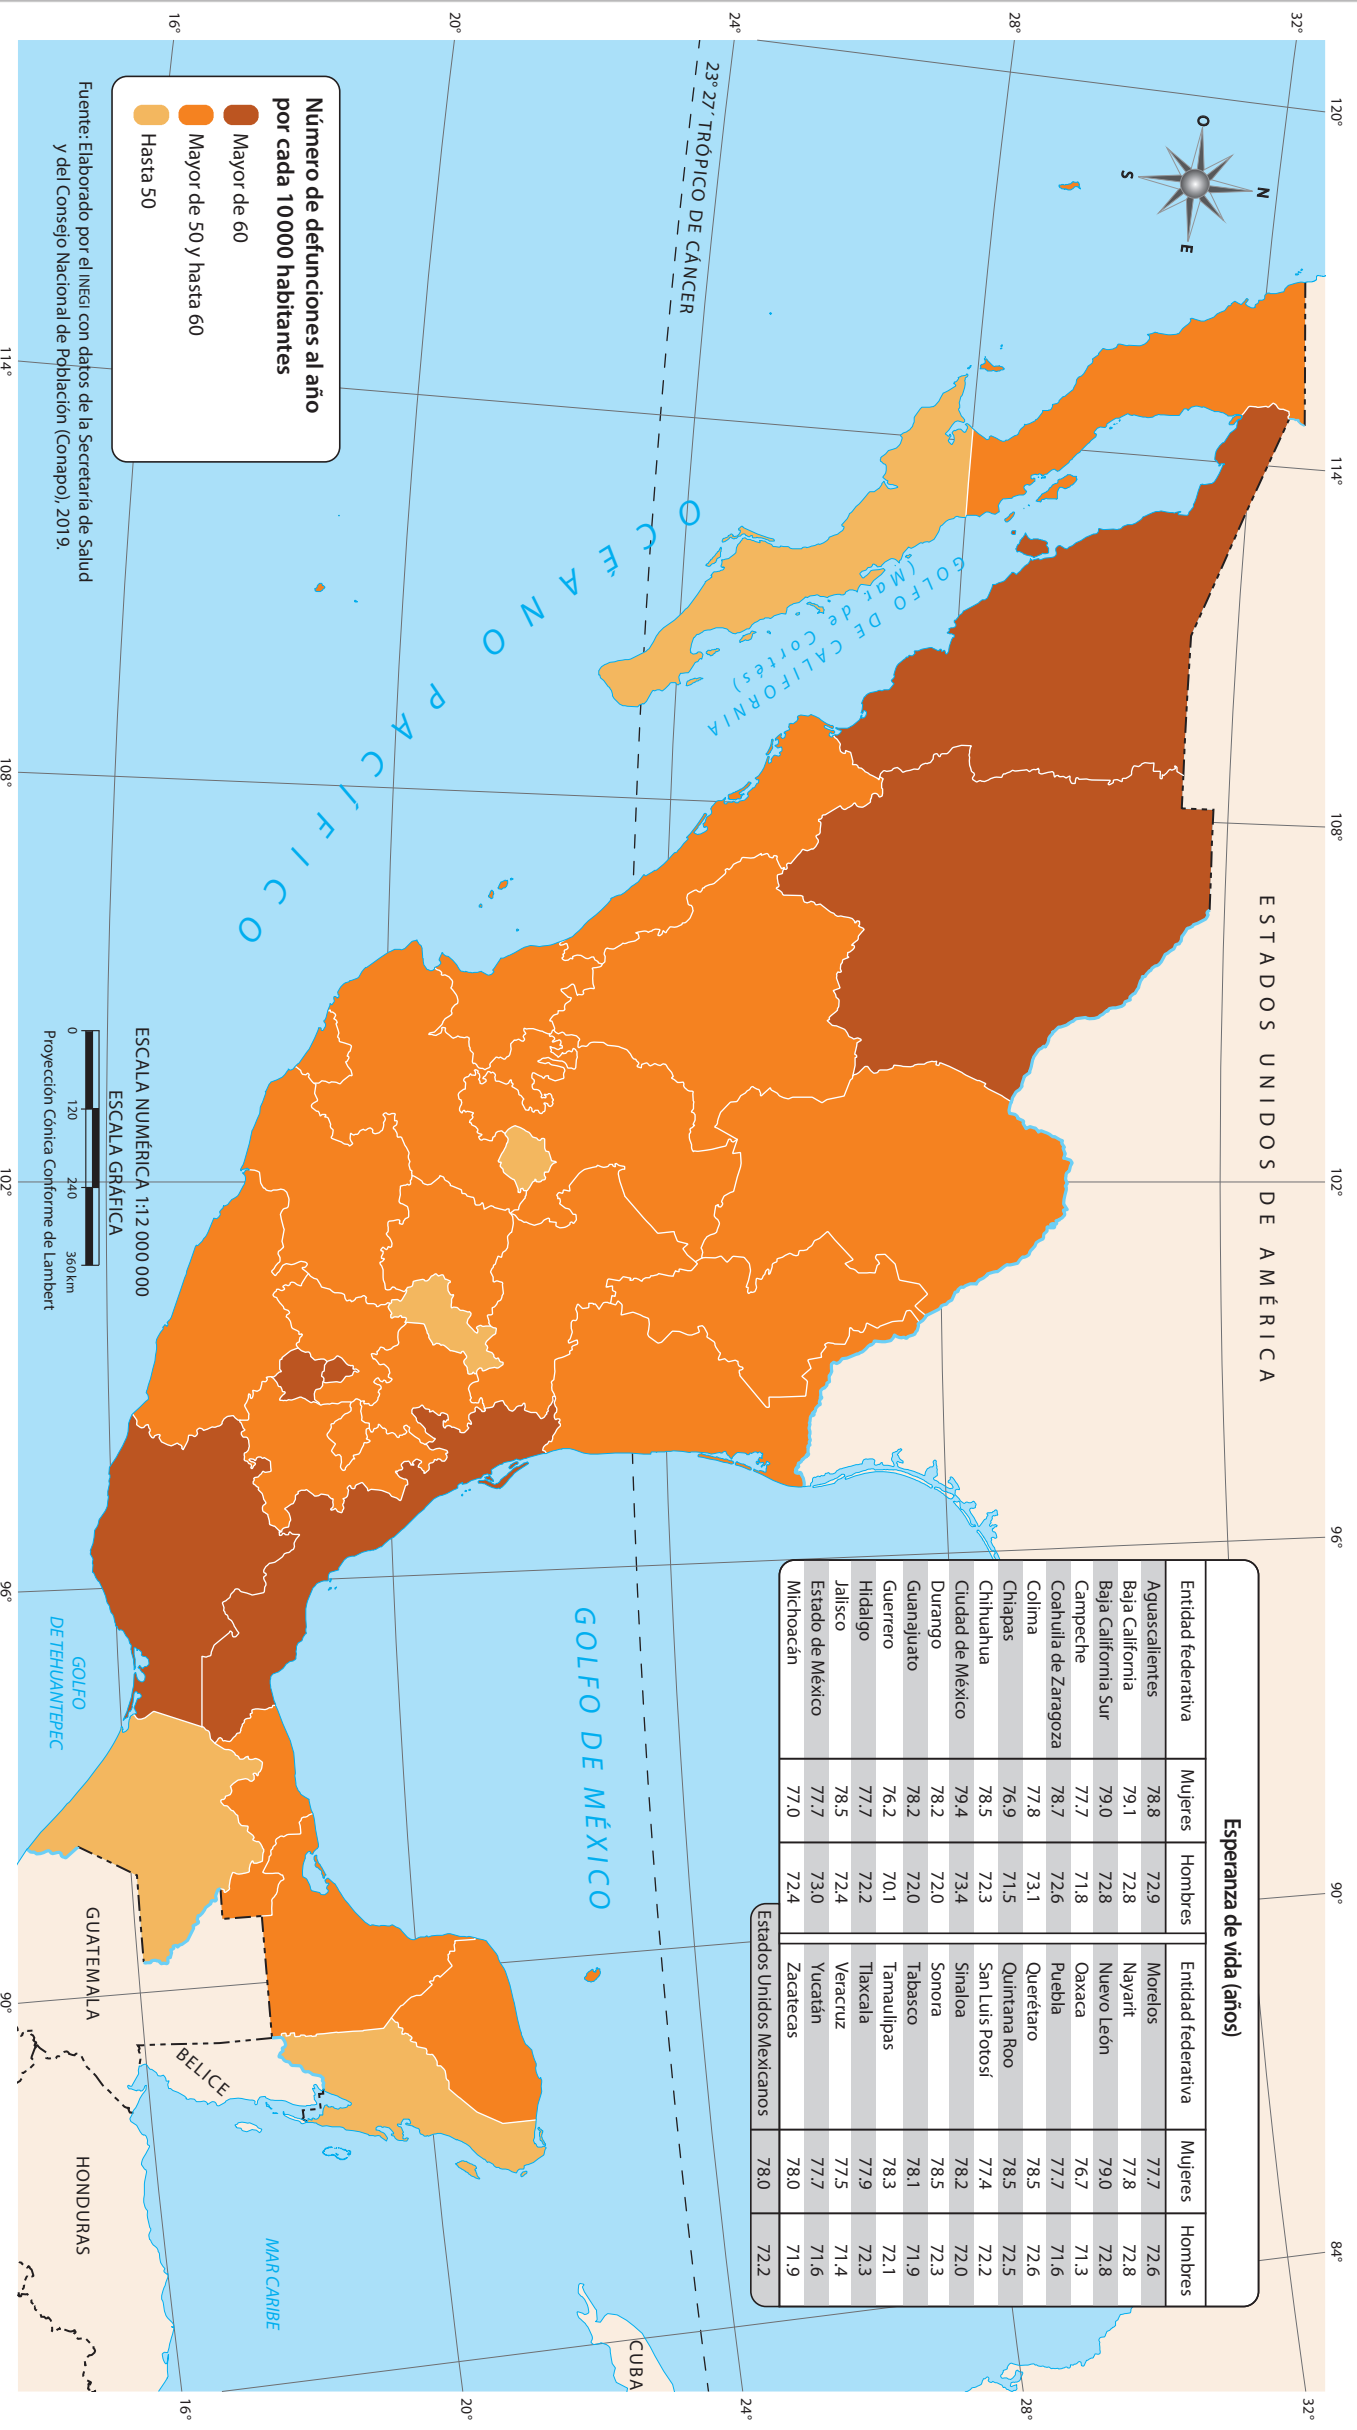 120°
114°
108°
102°
96°
90°
84°
32°
28°
24°
20°
16°
32°
28°
24°
20°
16°
114°
108°
102°
96°
90°
N
O
E
S
ESTADOS UNIDOS DE AMÉRICA
23° 27´ TRÓPICO DE CÁNCER
GOLFO DE CALIFORNIA
(Mar de Cortés)
OCÉANO PACÍFICO
GOLFO DE MÉXICO
CUBA
MAR CARIBE
BELICE
GUATEMALA
HONDURAS
GOLFO
DE TEHUANTEPEC
Esperanza de vida (años)
Entidad federativa Mujeres Hombres Entidad federativa Mujeres Hombres
Aguascalientes 78.8 72.9 Morelos 77.7 72.6
Baja California 79.1 72.8 Nayarit 77.8 72.8
Baja California Sur 79.0 72.8 Nuevo León 79.0 72.8
Campeche 77.7 71.8 Oaxaca 76.7 71.3
Coahuila de Zaragoza 78.7 72.6 Puebla 77.7 71.6
Colima 77.8 73.1 Querétaro 78.5 72.6
Chiapas 76.9 71.5 Quintana Roo 78.5 72.5
Chihuahua 78.5 72.3 San Luis Potosí 77.4 72.2
Ciudad de México 79.4 73.4 Sinaloa 78.2 72.0
Durango 78.2 72.0 Sonora 78.5 72.3
Guanajuato 78.2 72.0 Tabasco 78.1 71.9
Guerrero 76.2 70.1 Tamaulipas 78.3 72.1
Hidalgo 77.7 72.2 Tlaxcala 77.9 72.3
Jalisco 78.5 72.4 Veracruz 77.5 71.4
Estado de México 77.7 73.0 Yucatán 77.7 71.6
Michoacán 77.0 72.4 Zacatecas 78.0 71.9
Estados Unidos Mexicanos 78.0 72.2
Número de defunciones al año
por cada 10 000 habitantes
Mayor de 60
Mayor de 50 y hasta 60
Hasta 50
Fuente: Elaborado por el INEGI con datos de la Secretaría de Salud
y del Consejo Nacional de Población (Conapo), 2019.
ESCALA NUMÉRICA 1:12 000 000
ESCALA GRÁFICA
0 120 240 360 km
Proyección Cónica Conforme de Lambert